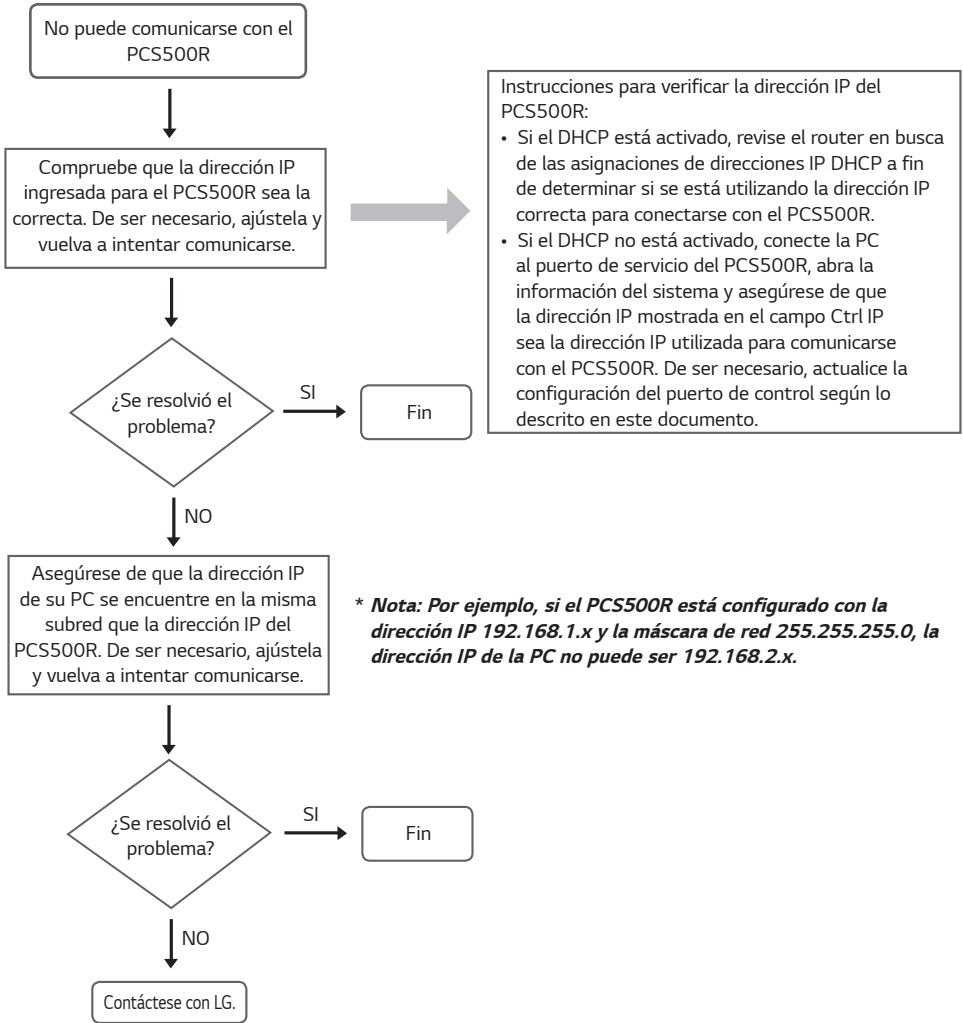 No puede comunicarse con el
PCS500R
Compruebe que la dirección IP
ingresada para el PCS500R sea la
correcta. De ser necesario, ajústela y
vuelva a intentar comunicarse.
Instrucciones para verificar la dirección IP del
PCS500R:
• Si el DHCP está activado, revise el router en busca
de las asignaciones de direcciones IP DHCP a fin
de determinar si se está utilizando la dirección IP
correcta para conectarse con el PCS500R.
• Si el DHCP no está activado, conecte la PC
al puerto de servicio del PCS500R, abra la
información del sistema y asegúrese de que
la dirección IP mostrada en el campo Ctrl IP
sea la dirección IP utilizada para comunicarse
con el PCS500R. De ser necesario, actualice la
configuración del puerto de control según lo
descrito en este documento.
¿Se resolvió el
problema?
SI
Fin
NO
Asegúrese de que la dirección IP
de su PC se encuentre en la misma
subred que la dirección IP del
PCS500R. De ser necesario, ajústela
y vuelva a intentar comunicarse.
* Nota: Por ejemplo, si el PCS500R está configurado con la
dirección IP 192.168.1.x y la máscara de red 255.255.255.0, la
dirección IP de la PC no puede ser 192.168.2.x.
¿Se resolvió el
problema?
SI
Fin
NO
Contáctese con LG.